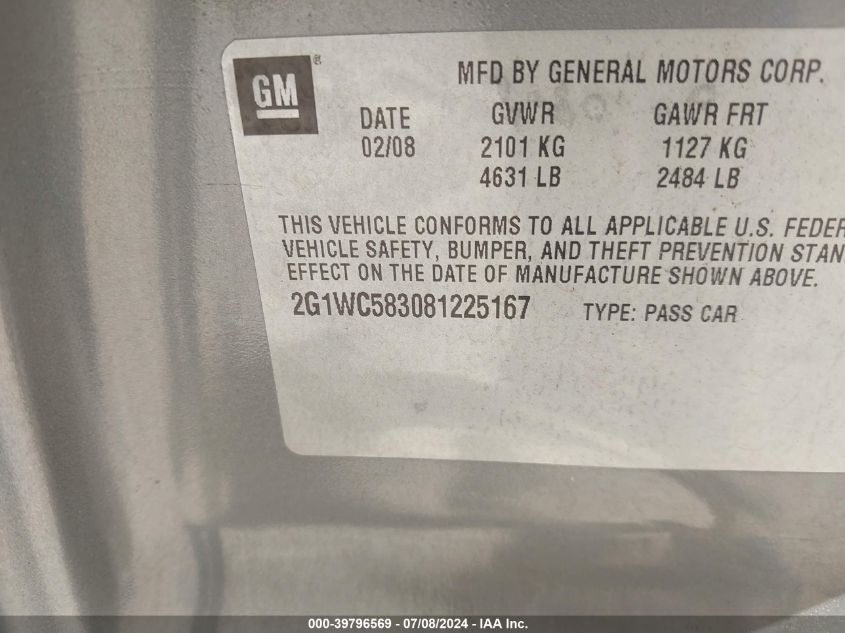 GM®
MFD BY GENERAL MOTORS CORP.
DATE GVWR GAWR FRT
02/08 2101 KG 1127 KG
4631 LB 2484 LB
THIS VEHICLE CONFORMS TO ALL APPLICABLE U.S. FEDER
VEHICLE SAFETY, BUMPER, AND THEFT PREVENTION STAN
EFFECT ON THE DATE OF MANUFACTURE SHOWN ABOVE.
2G1WC583081225167 TYPE: PASS CAR
000-39796569 / 07/08/2024 - IAA Inc.